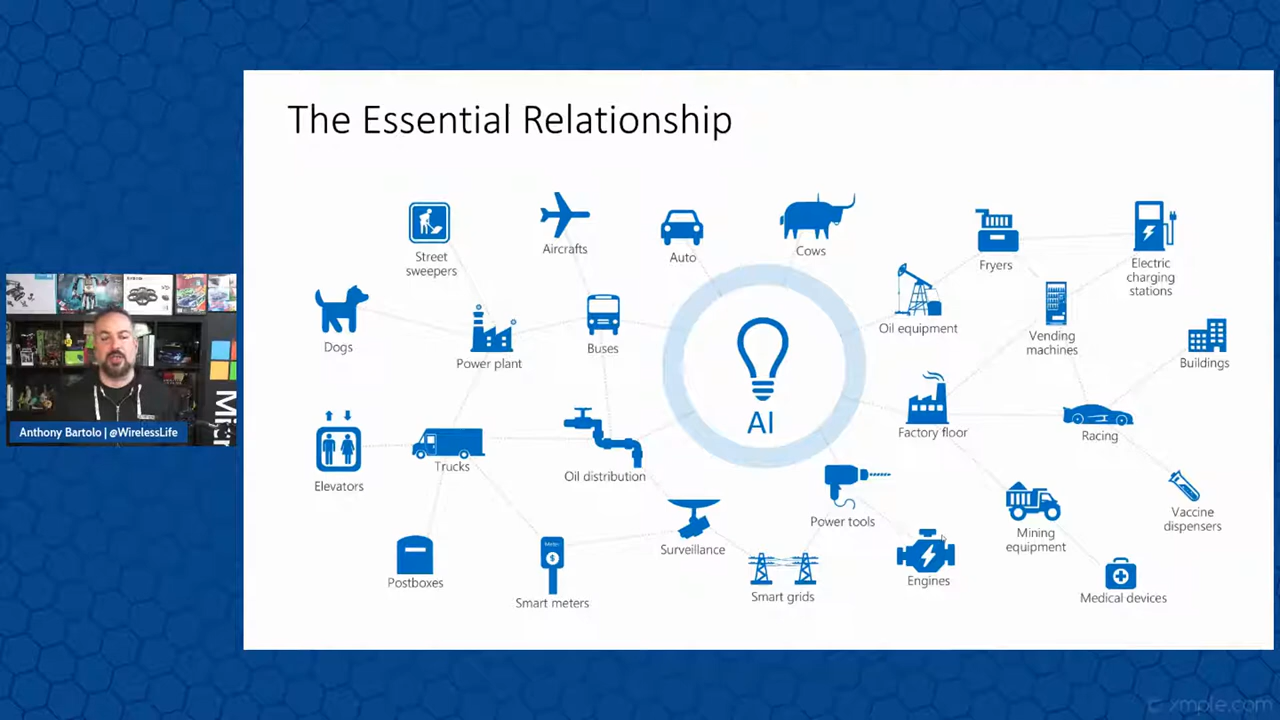 The Essential Relationship
Street
sweepers
Aircrafts
Auto
Cows
Fryers
Electric
charging
stations
Dogs
Power plant
Buses
Oil equipment
Vending
machines
Buildings
AI
Elevators
Trucks
Oil distribution
Factory floor
Racing
Power tools
Mining
equipment
Vaccine
dispensers
Postboxes
Smart meters
Surveillance
Smart grids
Engines
Medical devices
Anthony Bartolo | @WirelessLife